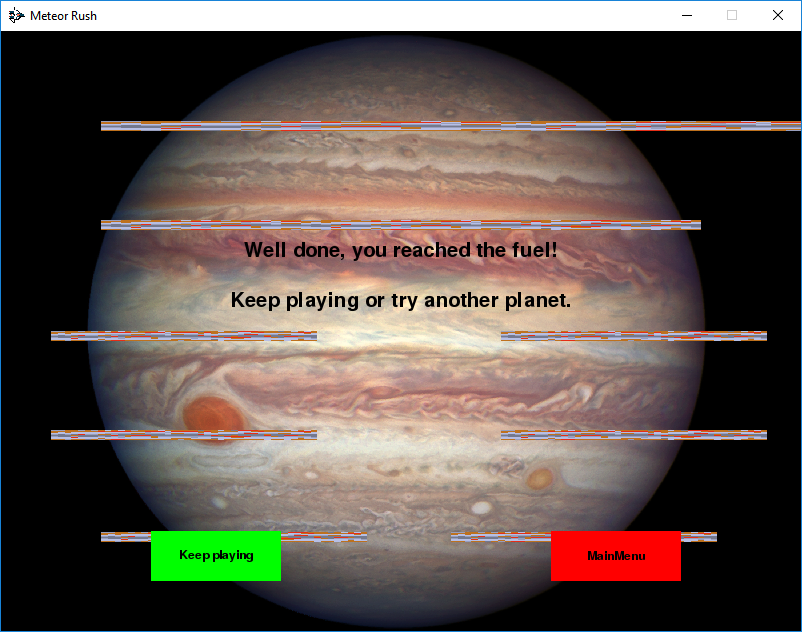 Meteor Rush
Well done, you reached the fuel!
Keep playing or try another planet.
Keep playing
MainMenu